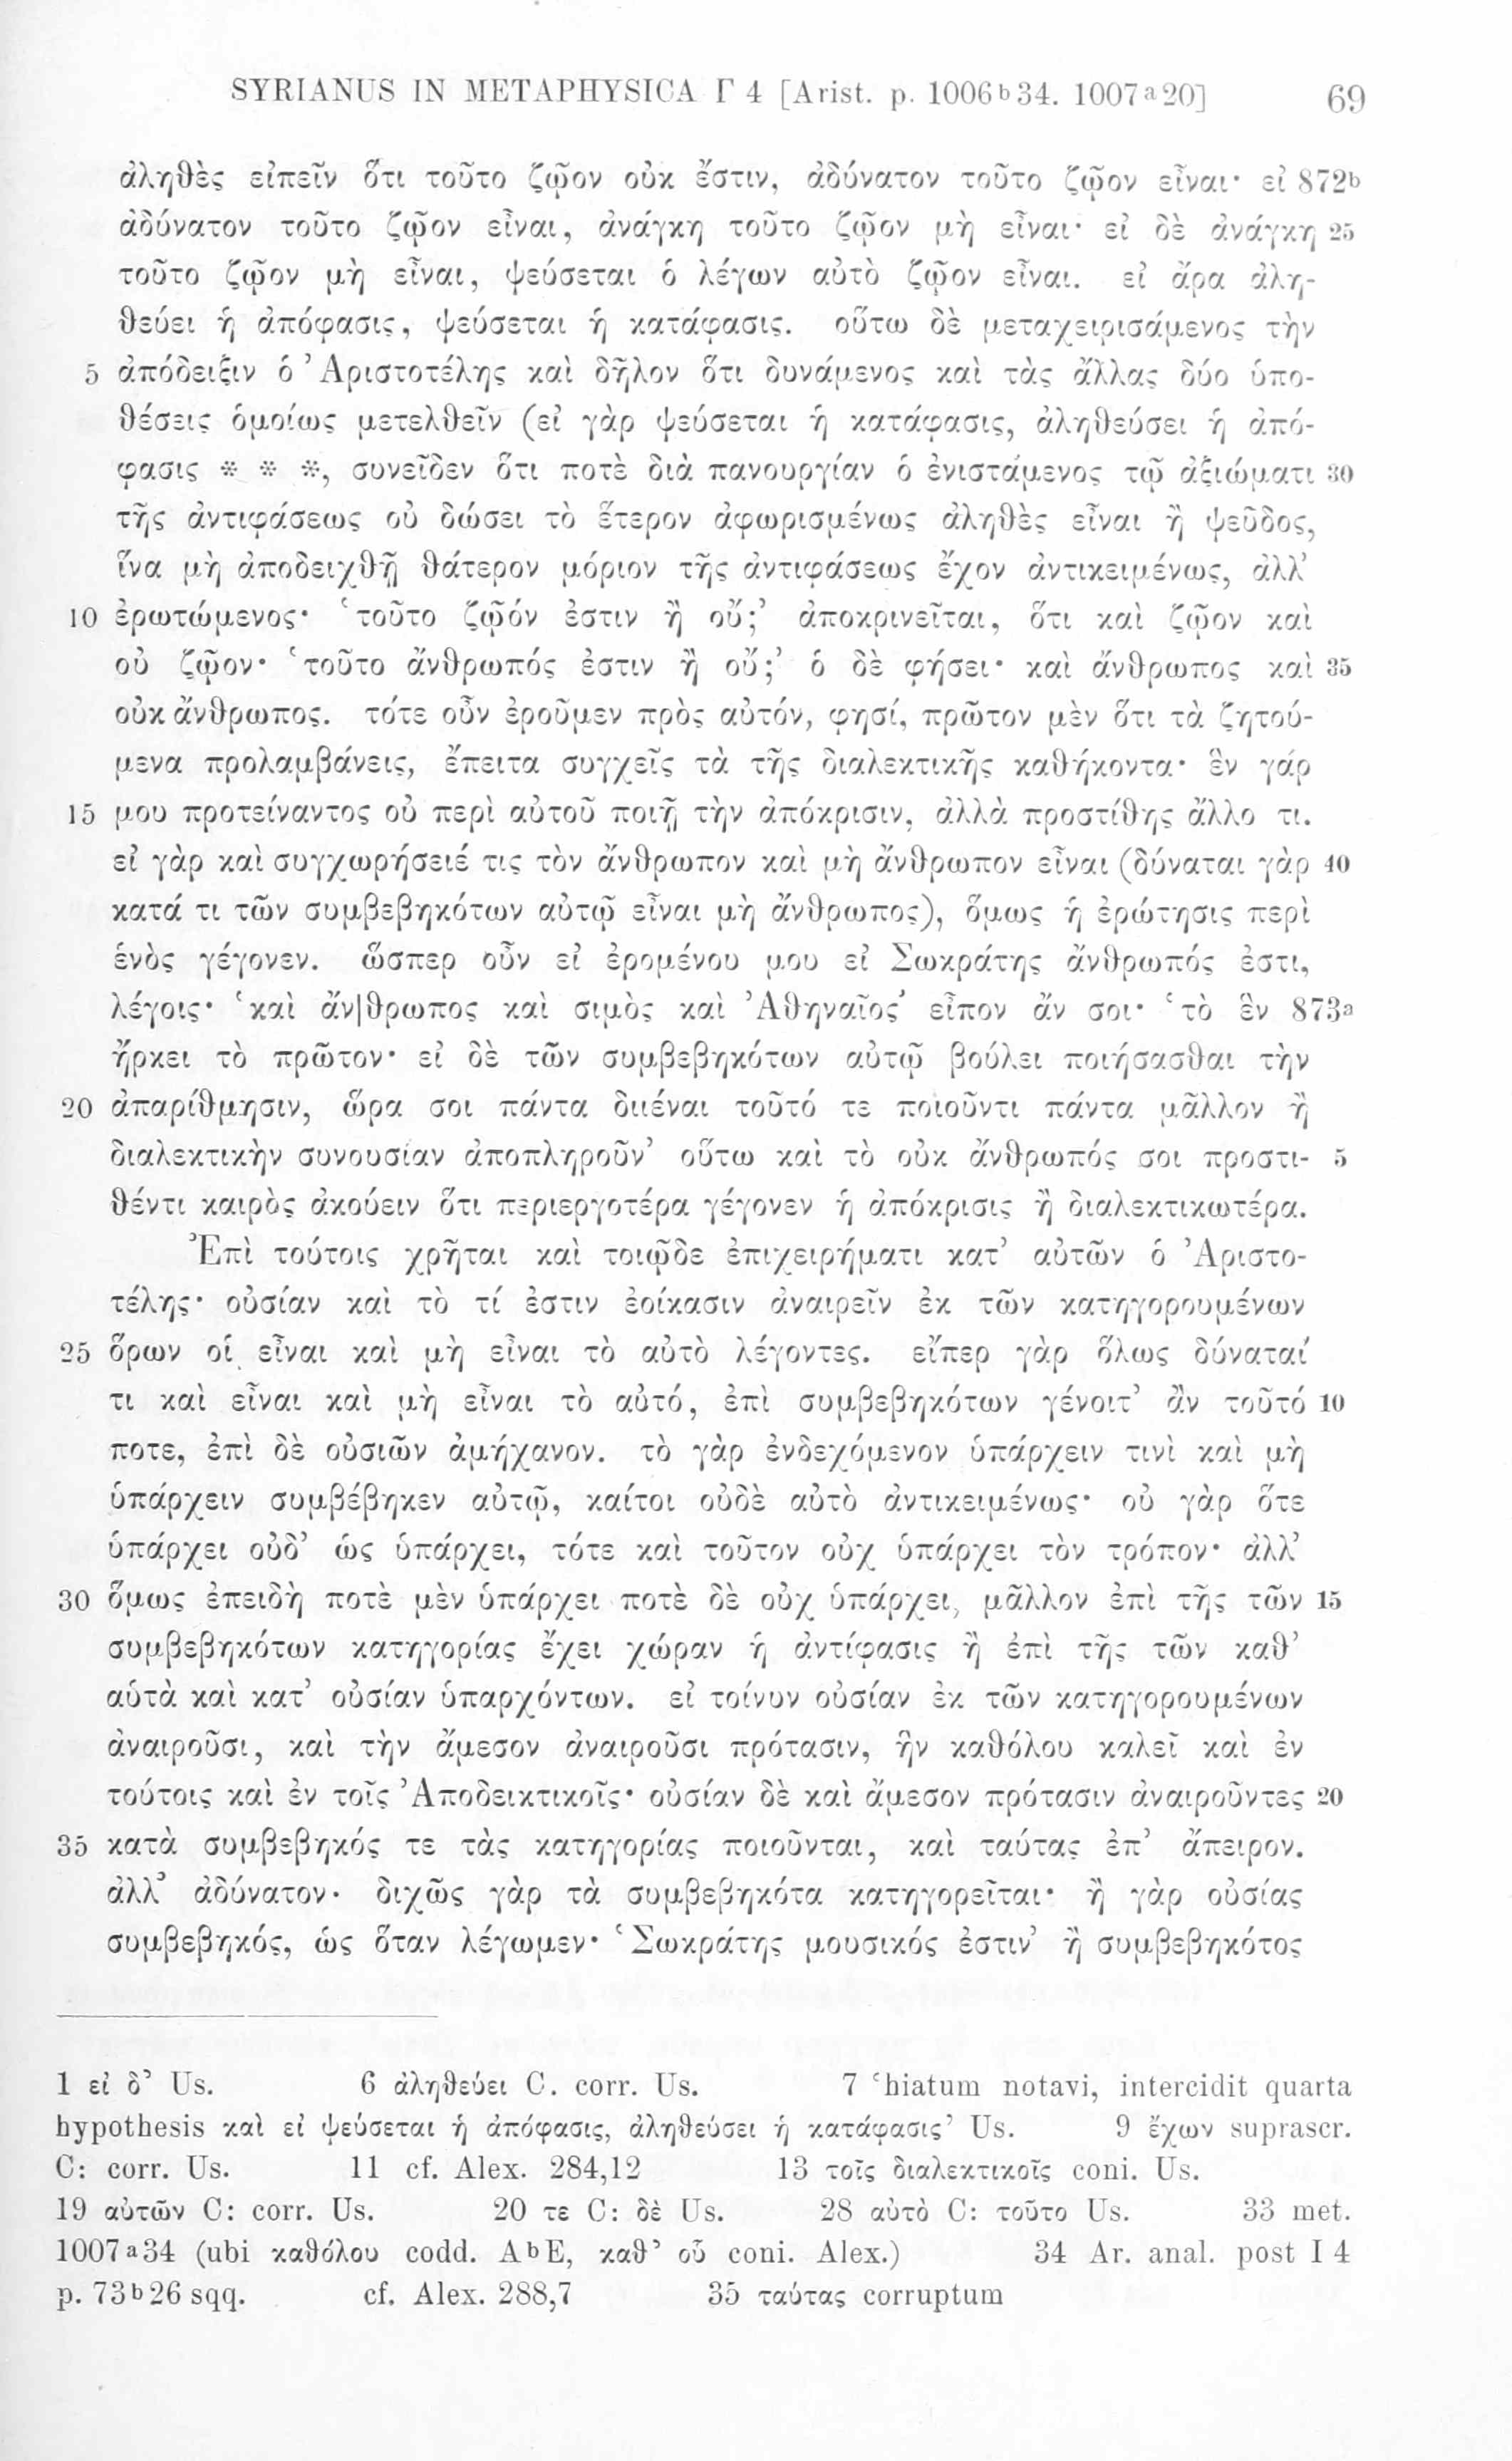 SYRIANUS IN METAPHYSICA Γ 4 [Arist. p. 1006b34. 1007a20] 69
ἀληθὲς εἰπεῖν ὅτι τοῦτο ζῷον οὐκ ἔστιν, ἀδύνατον τοῦτο ζῷον εἶναι· εἰ 872b
ἀδύνατον τοῦτο ζῷον εἶναι, ἀνάγκη τοῦτο ζῷον μὴ εἶναι· εἰ δὲ ἀνάγκη 25
τοῦτο ζῷον μὴ εἶναι, ψεύσεται ὁ λέγων αὐτὸ ζῷον εἶναι. εἰ ἄρα ἀλη-
θεύει ἡ ἀπόφασις, ψεύσεται ἡ κατάφασις. οὕτω δὲ μεταχειρισάμενος τὴν
5 ἀπόδειξιν ὁ Ἀριστοτέλης καὶ δῆλον ὅτι δυνάμενος καὶ τὰς ἄλλας δύο ὑπο-
θέσεις ὁμοίως μετελθεῖν (εἰ γὰρ ψεύσεται ἡ κατάφασις, ἀληθεύσει ἡ ἀπό-
φασις * * *, συνεῖδεν ὅτι ποτὲ διὰ πανουργίαν ὁ ἐνιστάμενος τῷ ἀξιώματι 30
τῆς ἀντιφάσεως οὐ δώσει τὸ ἕτερον ἀφωρισμένως ἀληθὲς εἶναι ἢ ψεῦδος,
ἵνα μὴ ἀποδειχθῇ θάτερον μόριον τῆς ἀντιφάσεως ἔχον ἀντικειμένως, ἀλλ’
10 ἐρωτώμενος· ‘τοῦτο ζῷόν ἐστιν ἢ οὔ;’ ἀποκρινεῖται, ὅτι καὶ ζῷον καὶ
οὐ ζῷον· ‘τοῦτο ἄνθρωπός ἐστιν ἢ οὔ;’ ὁ δὲ φήσει· καὶ ἄνθρωπος καὶ 35
οὐκ ἄνθρωπος. τότε οὖν ἐροῦμεν πρὸς αὐτόν, φησί, πρῶτον μὲν ὅτι τὰ ζητού-
μενα προλαμβάνεις, ἔπειτα συγχεῖς τὰ τῆς διαλεκτικῆς καθήκοντα· ἓν γάρ
15 μου προτείναντος οὐ περὶ αὐτοῦ ποιῇ τὴν ἀπόκρισιν, ἀλλὰ προστίθης ἄλλο τι.
εἰ γὰρ καὶ συγχωρήσειέ τις τὸν ἄνθρωπον καὶ μὴ ἄνθρωπον εἶναι (δύναται γὰρ 40
κατά τι τῶν συμβεβηκότων αὐτῷ εἶναι μὴ ἄνθρωπος), ὅμως ἡ ἐρώτησις περὶ
ἑνὸς γέγονεν. ὥσπερ οὖν εἰ ἐρομένου μου εἰ Σωκράτης ἄνθρωπός ἐστι,
λέγοις· ‘καὶ ἄν|θρωπος καὶ σιμὸς καὶ Ἀθηναῖος’ εἶπον ἄν σοι· ‘τὸ ἓν 873a
ἤρκει τὸ πρῶτον· εἰ δὲ τῶν συμβεβηκότων αὐτῷ βούλει ποιήσασθαι τὴν
20 ἀπαρίθμησιν, ὥρα σοι πάντα διιέναι τοῦτό τε ποιοῦντι πάντα μᾶλλον ἢ
διαλεκτικὴν συνουσίαν ἀποπληροῦν’ οὕτω καὶ τὸ οὐκ ἄνθρωπός σοι προστι- 5
θέντι καιρὸς ἀκούειν ὅτι περιεργοτέρα γέγονεν ἡ ἀπόκρισις ἢ διαλεκτικωτέρα.
Ἐπὶ τούτοις χρῆται καὶ τοιῷδε ἐπιχειρήματι κατ’ αὐτῶν ὁ Ἀριστο-
τέλης· οὐσίαν καὶ τὸ τί ἐστιν ἐοίκασιν ἀναιρεῖν ἐκ τῶν κατηγορουμένων
25 ὅρων οἱ εἶναι καὶ μὴ εἶναι τὸ αὐτὸ λέγοντες. εἴπερ γὰρ ὅλως δύναταί
τι καὶ εἶναι καὶ μὴ εἶναι τὸ αὐτό, ἐπὶ συμβεβηκότων γένοιτ’ ἂν τοῦτό 10
ποτε, ἐπὶ δὲ οὐσιῶν ἀμήχανον. τὸ γὰρ ἐνδεχόμενον ὑπάρχειν τινὶ καὶ μὴ
ὑπάρχειν συμβέβηκεν αὐτῷ, καίτοι οὐδὲ αὐτὸ ἀντικειμένως· οὐ γὰρ ὅτε
ὑπάρχει οὐδ’ ὡς ὑπάρχει, τότε καὶ τοῦτον οὐχ ὑπάρχει τὸν τρόπον· ἀλλ’
30 ὅμως ἐπειδὴ ποτὲ μὲν ὑπάρχει ποτὲ δὲ οὐχ ὑπάρχει, μᾶλλον ἐπὶ τῆς τῶν 15
συμβεβηκότων κατηγορίας ἔχει χώραν ἡ ἀντίφασις ἢ ἐπὶ τῆς τῶν καθ’
αὑτὰ καὶ κατ’ οὐσίαν ὑπαρχόντων. εἰ τοίνυν οὐσίαν ἐκ τῶν κατηγορουμένων
ἀναιροῦσι, καὶ τὴν ἄμεσον ἀναιροῦσι πρότασιν, ἣν καθόλου καλεῖ καὶ ἐν
τούτοις καὶ ἐν τοῖς Ἀποδεικτικοῖς· οὐσίαν δὲ καὶ ἄμεσον πρότασιν ἀναιροῦντες 20
35 κατὰ συμβεβηκός τε τὰς κατηγορίας ποιοῦνται, καὶ ταύτας ἐπ’ ἄπειρον.
ἀλλ’ ἀδύνατον· διχῶς γὰρ τὰ συμβεβηκότα κατηγορεῖται· ἢ γὰρ οὐσίας
συμβεβηκός, ὡς ὅταν λέγωμεν· ‘Σωκράτης μουσικός ἐστιν’ ἢ συμβεβηκότος
1 εἰ δ’ Us. 6 ἀληθεύει C. corr. Us. 7 ‘hiatum notavi, intercidit quarta
hypothesis καὶ εἰ ψεύσεται ἡ ἀπόφασις, ἀληθεύσει ἡ κατάφασις’ Us. 9 ἔχων suprascr.
C: corr. Us. 11 cf. Alex. 284,12 13 τοῖς διαλεκτικοῖς coni. Us.
19 αὐτῶν C: corr. Us. 20 τε C: δὲ Us. 28 αὐτὸ C: τοῦτο Us. 33 met.
1007a34 (ubi καθόλου codd. AbE, καθ’ οὗ coni. Alex.) 34 Ar. anal. post I 4
p. 73b26 sqq. cf. Alex. 288,7 35 ταύτας corruptum